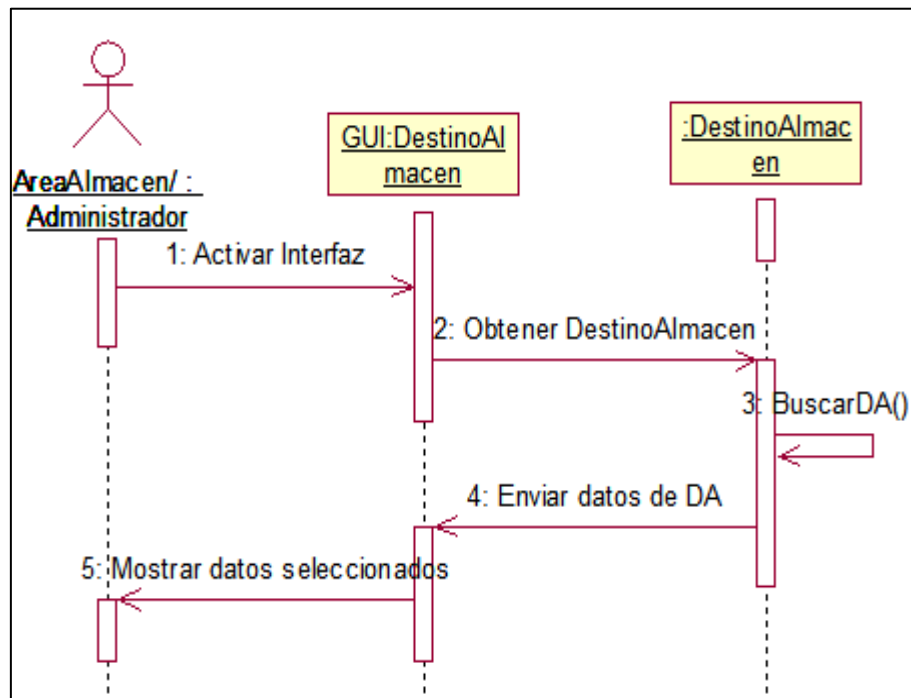 GUI:DestinoAl
macen
:DestinoAlmac
en
AreaAlmacen/ :
Administrador
1: Activar Interfaz
2: Obtener DestinoAlmacen
3: BuscarDA()
4: Enviar datos de DA
5: Mostrar datos seleccionados